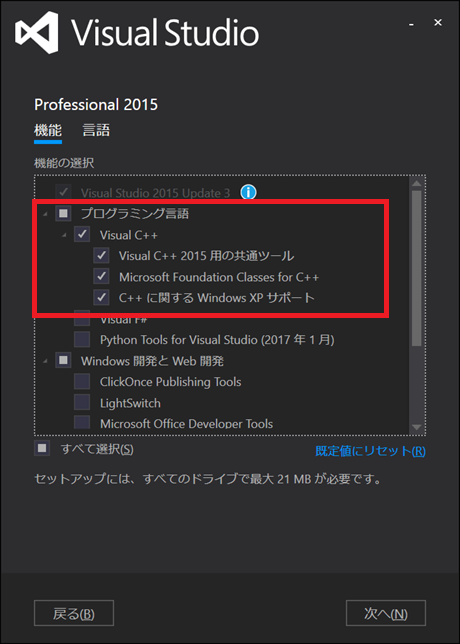 Visual Studio
Professional 2015
機能 言語
機能の選択
Visual Studio 2015 Update 3
プログラミング言語
Visual C++
Visual C++ 2015 用の共通ツール
Microsoft Foundation Classes for C++
C++ に関する Windows XP サポート
Visual F#
Python Tools for Visual Studio (2017 年 1 月)
Windows 開発と Web 開発
ClickOnce Publishing Tools
LightSwitch
Microsoft Office Developer Tools
すべて選択(S)
既定値にリセット(R)
セットアップには、すべてのドライブで最大 21 MB が必要です。
戻る(B)
次へ(N)